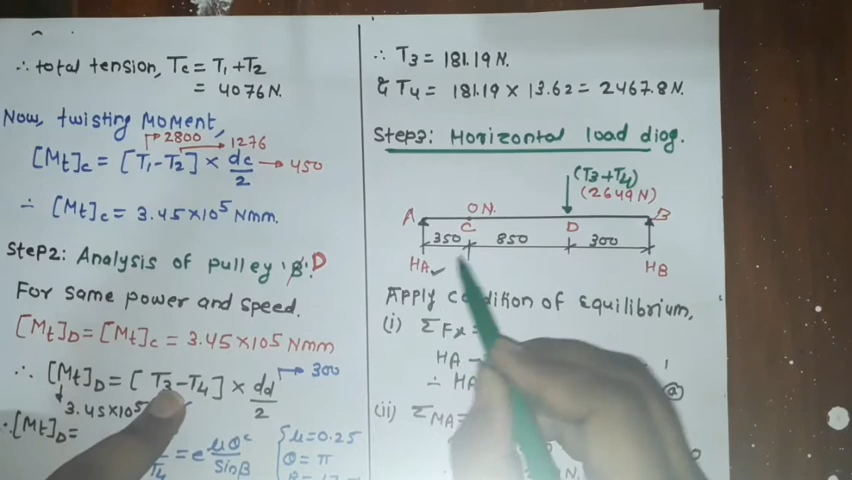 ∴ total tension, Tc = T1 + T2
= 4076 N.
Now, twisting Moment,
2800
1276
[Mt]c = [T1 - T2] × dc/2 → 450
∴ [Mt]c = 3.45×10⁵ Nmm.
Step2: Analysis of pulley 'B' D
For same power and speed.
[Mt]D = [Mt]c = 3.45×105 Nmm
∴ [Mt]D = [T3 - T4] × dd/2 → 300
3.45×10⁵
∴ [Mt]D =
T4 = e^μθc/sinβ
μ = 0.25
θ = π
∴ T3 = 181.19 N.
& T4 = 181.19 × 13.62 = 2467.8 N.
Step3: Horizontal load diag.
(T3+T4)
(2649 N)
A ON. B
C D
350 850 300
HA ✓ HB
Apply condition of Equilibrium,
(i) ΣFx =
HA -
∴ HA
ⓐ
(ii) ΣMA =
N.